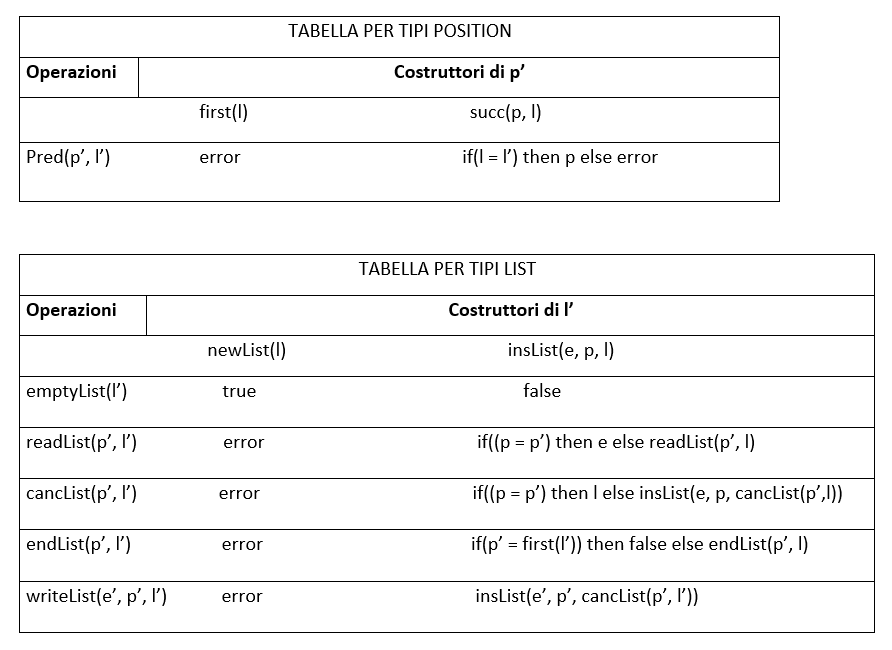 TABELLA PER TIPI POSITION
Operazioni Costruttori di p’
first(l) succ(p, l)
Pred(p’, l’) error if(l = l’) then p else error
TABELLA PER TIPI LIST
Operazioni Costruttori di l’
newList(l) insList(e, p, l)
emptyList(l’) true false
readList(p’, l’) error if((p = p’) then e else readList(p’, l)
cancList(p’, l’) error if((p = p’) then l else insList(e, p, cancList(p’,l))
endList(p’, l’) error if(p’ = first(l’)) then false else endList(p’, l)
writeList(e’, p’, l’) error insList(e’, p’, cancList(p’, l’))